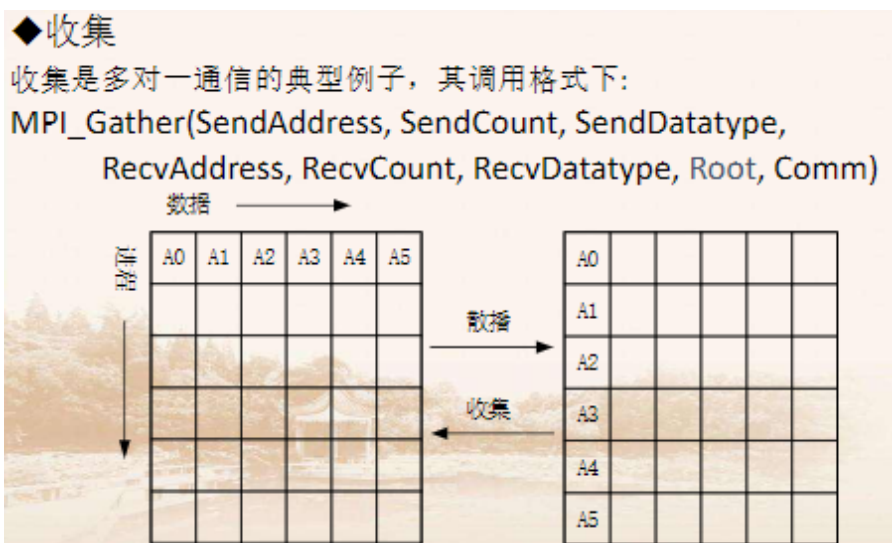 ◆收集
收集是多对一通信的典型例子，其调用格式下:
MPI_Gather(SendAddress, SendCount, SendDatatype,
RecvAddress, RecvCount, RecvDatatype, Root, Comm)
数据
进程
A0 A1 A2 A3 A4 A5
散播
收集
A0
A1
A2
A3
A4
A5